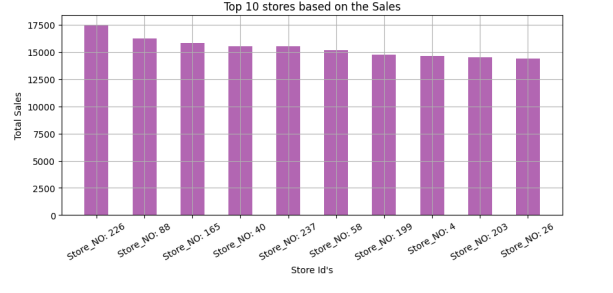 Top 10 stores based on the Sales
17500
15000
12500
10000
7500
5000
2500
0
Total Sales
Store_NO: 226
Store_NO: 88
Store_NO: 165
Store_NO: 40
Store_NO: 237
Store_NO: 58
Store_NO: 199
Store_NO: 4
Store_NO: 203
Store_NO: 26
Store Id's